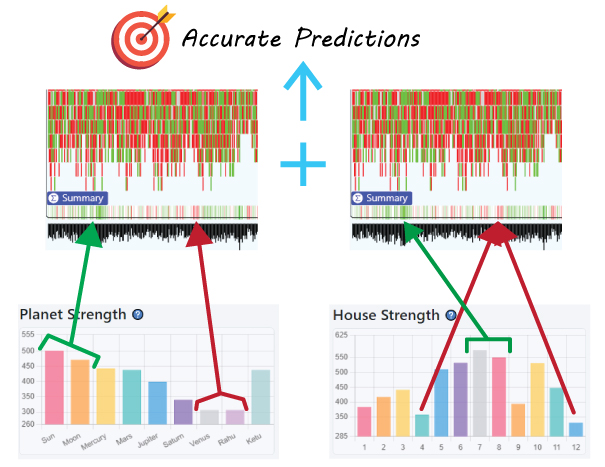 Accurate Predictions
Σ Summary
Σ Summary
Planet Strength ?
555
500
450
400
350
300
260
Sun Moon Mercury Mars Jupiter Saturn Venus Rahu Ketu
House Strength ?
625
550
500
450
400
350
285
1 2 3 4 5 6 7 8 9 10 11 12